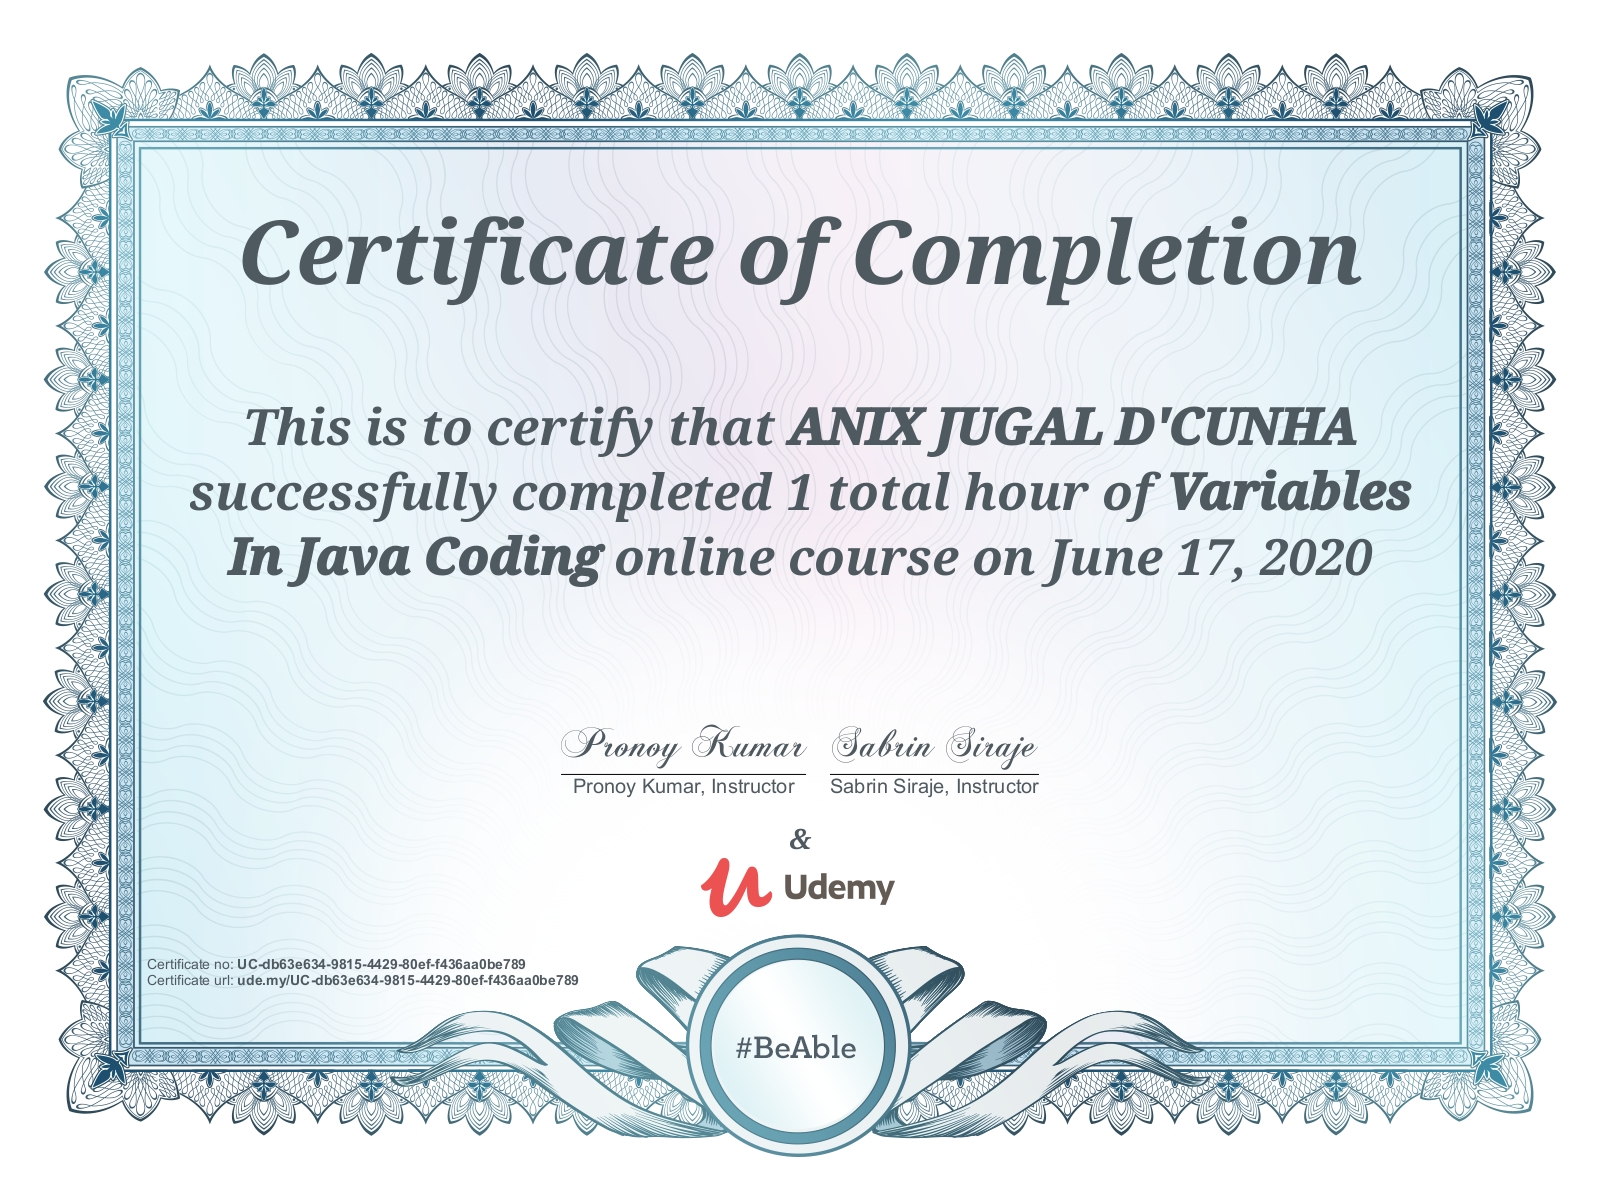 Certificate of Completion
This is to certify that ANIX JUGAL D'CUNHA
successfully completed 1 total hour of Variables
In Java Coding online course on June 17, 2020
Pronoy Kumar Sabrin Siraje
Pronoy Kumar, Instructor Sabrin Siraje, Instructor
&
Udemy
Certificate no: UC-db63e634-9815-4429-80ef-f436aa0be789
Certificate url: ude.my/UC-db63e634-9815-4429-80ef-f436aa0be789
#BeAble